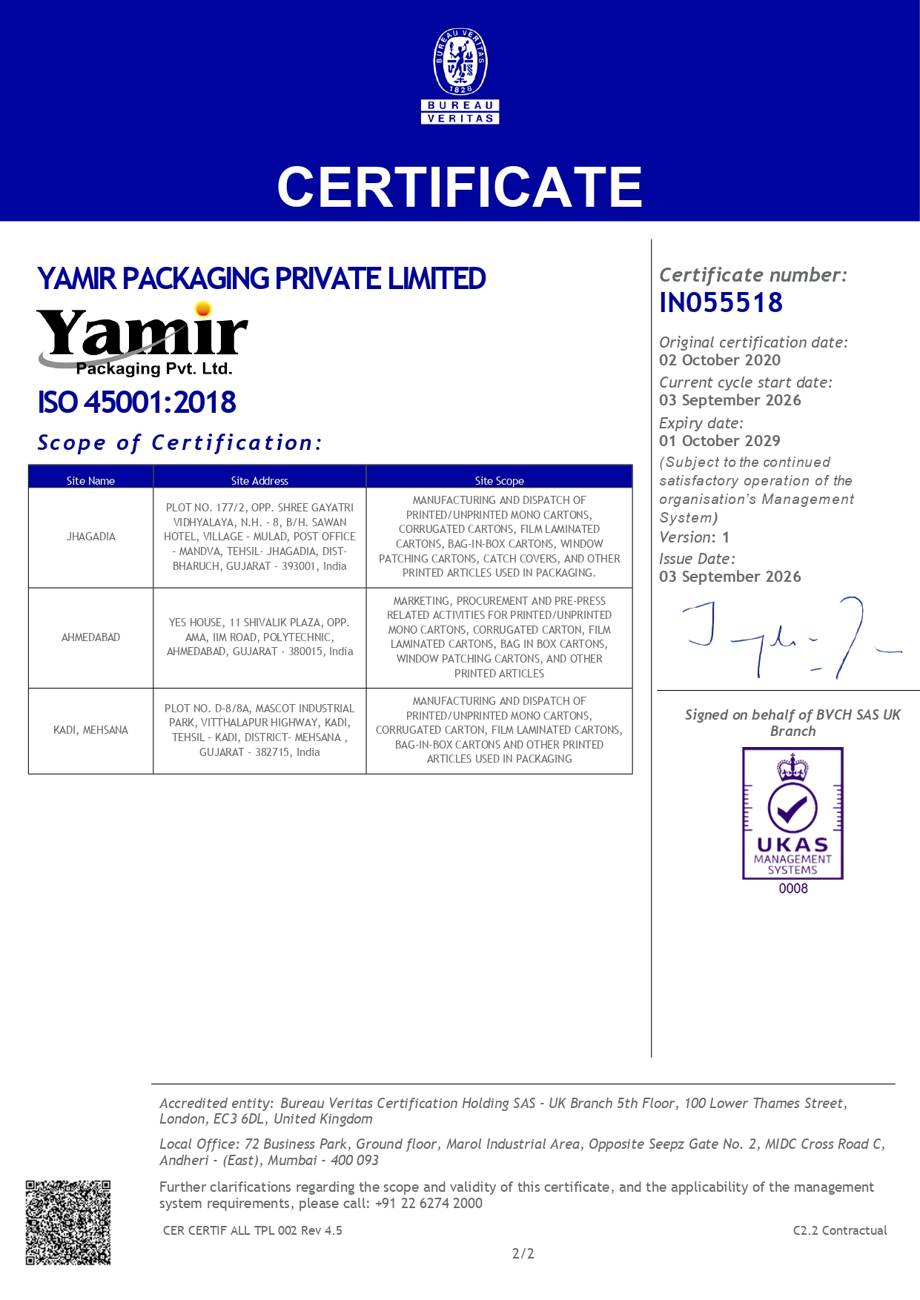 BUREAU VERITAS
1828
BUREAU
VERITAS
CERTIFICATE
YAMIR PACKAGING PRIVATE LIMITED
Yamir
Packaging Pvt. Ltd.
ISO 45001:2018
Scope of Certification:
Site Name Site Address Site Scope
JHAGADIA
PLOT NO. 177/2, OPP. SHREE GAYATRI
VIDHYALAYA, N.H. - 8, B/H. SAWAN
HOTEL, VILLAGE - MULAD, POST OFFICE
- MANDVA, TEHSIL- JHAGADIA, DIST-
BHARUCH, GUJARAT - 393001, India
MANUFACTURING AND DISPATCH OF
PRINTED/UNPRINTED MONO CARTONS,
CORRUGATED CARTONS, FILM LAMINATED
CARTONS, BAG-IN-BOX CARTONS, WINDOW
PATCHING CARTONS, CATCH COVERS, AND OTHER
PRINTED ARTICLES USED IN PACKAGING.
AHMEDABAD
YES HOUSE, 11 SHIVALIK PLAZA, OPP.
AMA, IIM ROAD, POLYTECHNIC,
AHMEDABAD, GUJARAT - 380015, India
MARKETING, PROCUREMENT AND PRE-PRESS
RELATED ACTIVITIES FOR PRINTED/UNPRINTED
MONO CARTONS, CORRUGATED CARTON, FILM
LAMINATED CARTONS, BAG IN BOX CARTONS,
WINDOW PATCHING CARTONS, AND OTHER
PRINTED ARTICLES
KADI, MEHSANA
PLOT NO. D-8/8A, MASCOT INDUSTRIAL
PARK, VITTHALAPUR HIGHWAY, KADI,
TEHSIL - KADI, DISTRICT- MEHSANA ,
GUJARAT - 382715, India
MANUFACTURING AND DISPATCH OF
PRINTED/UNPRINTED MONO CARTONS,
CORRUGATED CARTON, FILM LAMINATED CARTONS,
BAG-IN-BOX CARTONS AND OTHER PRINTED
ARTICLES USED IN PACKAGING
Certificate number:
IN055518
Original certification date:
02 October 2020
Current cycle start date:
03 September 2026
Expiry date:
01 October 2029
(Subject to the continued
satisfactory operation of the
organisation's Management
System)
Version: 1
Issue Date:
03 September 2026
Signed on behalf of BVCH SAS UK
Branch
UKAS
MANAGEMENT
SYSTEMS
0008
Accredited entity: Bureau Veritas Certification Holding SAS - UK Branch 5th Floor, 100 Lower Thames Street,
London, EC3 6DL, United Kingdom
Local Office: 72 Business Park, Ground floor, Marol Industrial Area, Opposite Seepz Gate No. 2, MIDC Cross Road C,
Andheri - (East), Mumbai - 400 093
Further clarifications regarding the scope and validity of this certificate, and the applicability of the management
system requirements, please call: +91 22 6274 2000
CER CERTIF ALL TPL 002 Rev 4.5 C2.2 Contractual
2/2